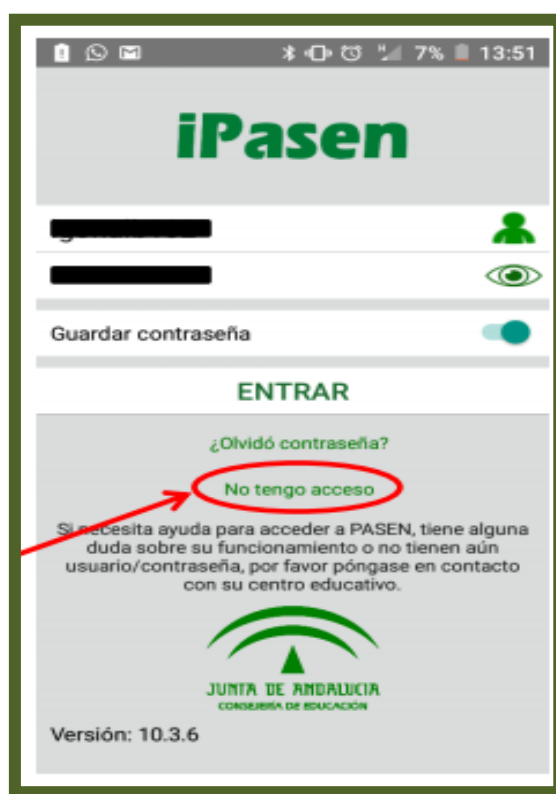 7% 13:51
iPasen
Guardar contraseña
ENTRAR
¿Olvidó contraseña?
No tengo acceso
Si necesita ayuda para acceder a PASEN, tiene alguna
duda sobre su funcionamiento o no tienen aún
usuario/contraseña, por favor póngase en contacto
con su centro educativo.
JUNTA DE ANDALUCIA
CONSEJERÍA DE EDUCACIÓN
Versión: 10.3.6